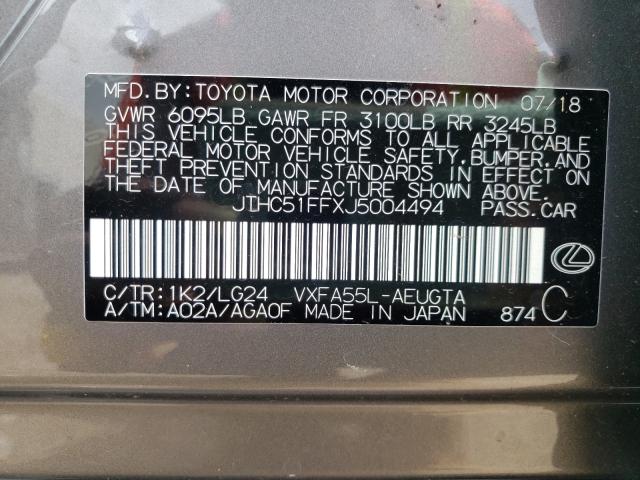 MFD.BY:TOYOTA MOTOR CORPORATION 07/18
GVWR 6095LB GAWR FR 3100LB RR 3245LB
THIS VEHICLE CONFORMS TO ALL APPLICABLE
FEDERAL MOTOR VEHICLE SAFETY,BUMPER,AND
THEFT PREVENTION STANDARDS IN EFFECT ON
THE DATE OF MANUFACTURE SHOWN ABOVE.
JTHC51FFXJ5004494 PASS.CAR
C/TR:1K2/LG24 VXFA55L-AEUGTA
A/TM:A02A/AGA0F MADE IN JAPAN 874 C